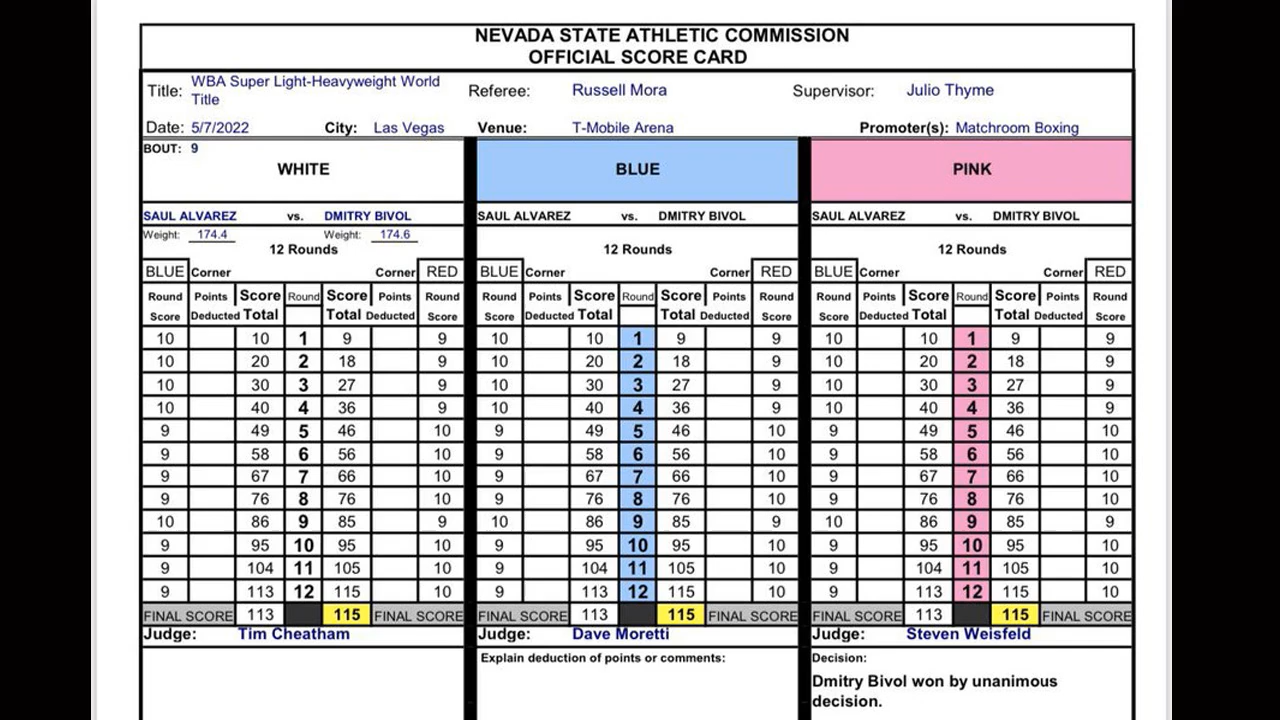 NEVADA STATE ATHLETIC COMMISSION
OFFICIAL SCORE CARD
Title: WBA Super Light-Heavyweight World Title Referee: Russell Mora Supervisor: Julio Thyme
Date: 5/7/2022 City: Las Vegas Venue: T-Mobile Arena Promoter(s): Matchroom Boxing
BOUT: 9
WHITE BLUE PINK
SAUL ALVAREZ vs. DMITRY BIVOL SAUL ALVAREZ vs. DMITRY BIVOL SAUL ALVAREZ vs. DMITRY BIVOL
Weight: 174.4 Weight: 174.6
12 Rounds 12 Rounds 12 Rounds
BLUE Corner Corner RED BLUE Corner Corner RED BLUE Corner Corner RED
Round Points Score Round Score Points Round Round Points Score Round Score Points Round Round Points Score Round Score Points Round
Score Deducted Total Total Deducted Score Score Deducted Total Total Deducted Score Score Deducted Total Total Deducted Score
10 10 1 9 9 10 10 1 9 9 10 10 1 9 9
10 20 2 18 9 10 20 2 18 9 10 20 2 18 9
10 30 3 27 9 10 30 3 27 9 10 30 3 27 9
10 40 4 36 9 10 40 4 36 9 10 40 4 36 9
9 49 5 46 10 9 49 5 46 10 9 49 5 46 10
9 58 6 56 10 9 58 6 56 10 9 58 6 56 10
9 67 7 66 10 9 67 7 66 10 9 67 7 66 10
9 76 8 76 10 9 76 8 76 10 9 76 8 76 10
10 86 9 85 9 10 86 9 85 9 10 86 9 85 9
9 95 10 95 10 9 95 10 95 10 9 95 10 95 10
9 104 11 105 10 9 104 11 105 10 9 104 11 105 10
9 113 12 115 10 9 113 12 115 10 9 113 12 115 10
FINAL SCORE 113 115 FINAL SCORE FINAL SCORE 113 115 FINAL SCORE FINAL SCORE 113 115 FINAL SCORE
Judge: Tim Cheatham Judge: Dave Moretti Judge: Steven Weisfeld
Explain deduction of points or comments: Decision:
Dmitry Bivol won by unanimous
decision.